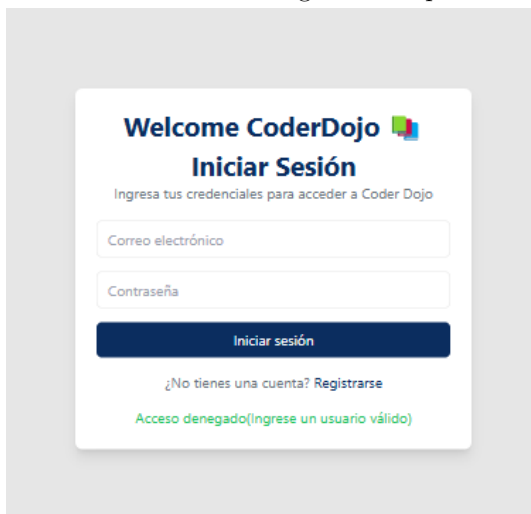 Welcome CoderDojo
Iniciar Sesión
Ingresa tus credenciales para acceder a Coder Dojo
Correo electrónico
Contraseña
Iniciar sesión
¿No tienes una cuenta? Registrarse
Acceso denegado(Ingrese un usuario válido)